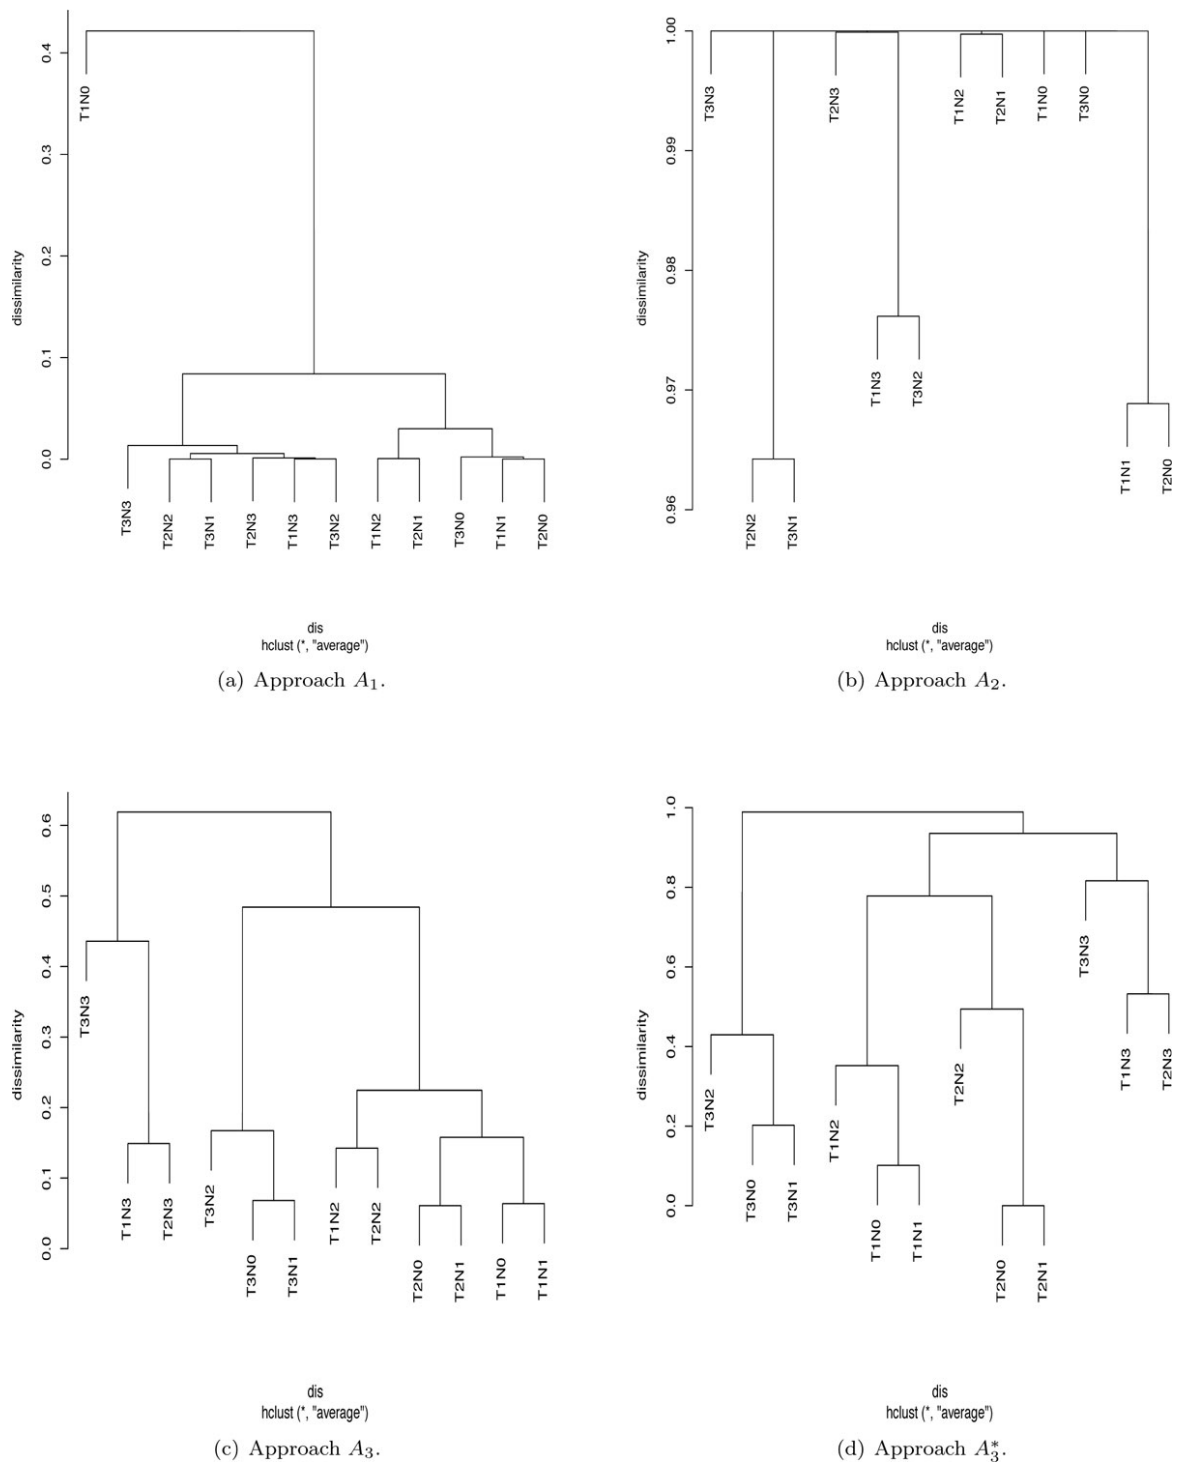 dissimilarity
0.4
0.3
0.2
0.1
0.0
T1N0
T3N3
T2N2
T3N1
T2N3
T1N3
T3N2
T1N2
T2N1
T3N0
T1N1
T2N0
dis
hclust (*, "average")
(a) Approach A1.
dissimilarity
1.00
0.99
0.98
0.97
0.96
T3N3
T2N2
T3N1
T2N3
T1N3
T3N2
T1N2
T2N1
T1N0
T3N0
T1N1
T2N0
dis
hclust (*, "average")
(b) Approach A2.
dissimilarity
0.6
0.5
0.4
0.3
0.2
0.1
0.0
T3N3
T1N3
T2N3
T3N2
T3N0
T3N1
T1N2
T2N2
T2N0
T2N1
T1N0
T1N1
dis
hclust (*, "average")
(c) Approach A3.
dissimilarity
1.0
0.8
0.6
0.4
0.2
0.0
T3N2
T3N0
T3N1
T1N2
T1N0
T1N1
T2N2
T2N0
T2N1
T3N3
T1N3
T2N3
dis
hclust (*, "average")
(d) Approach A3*.